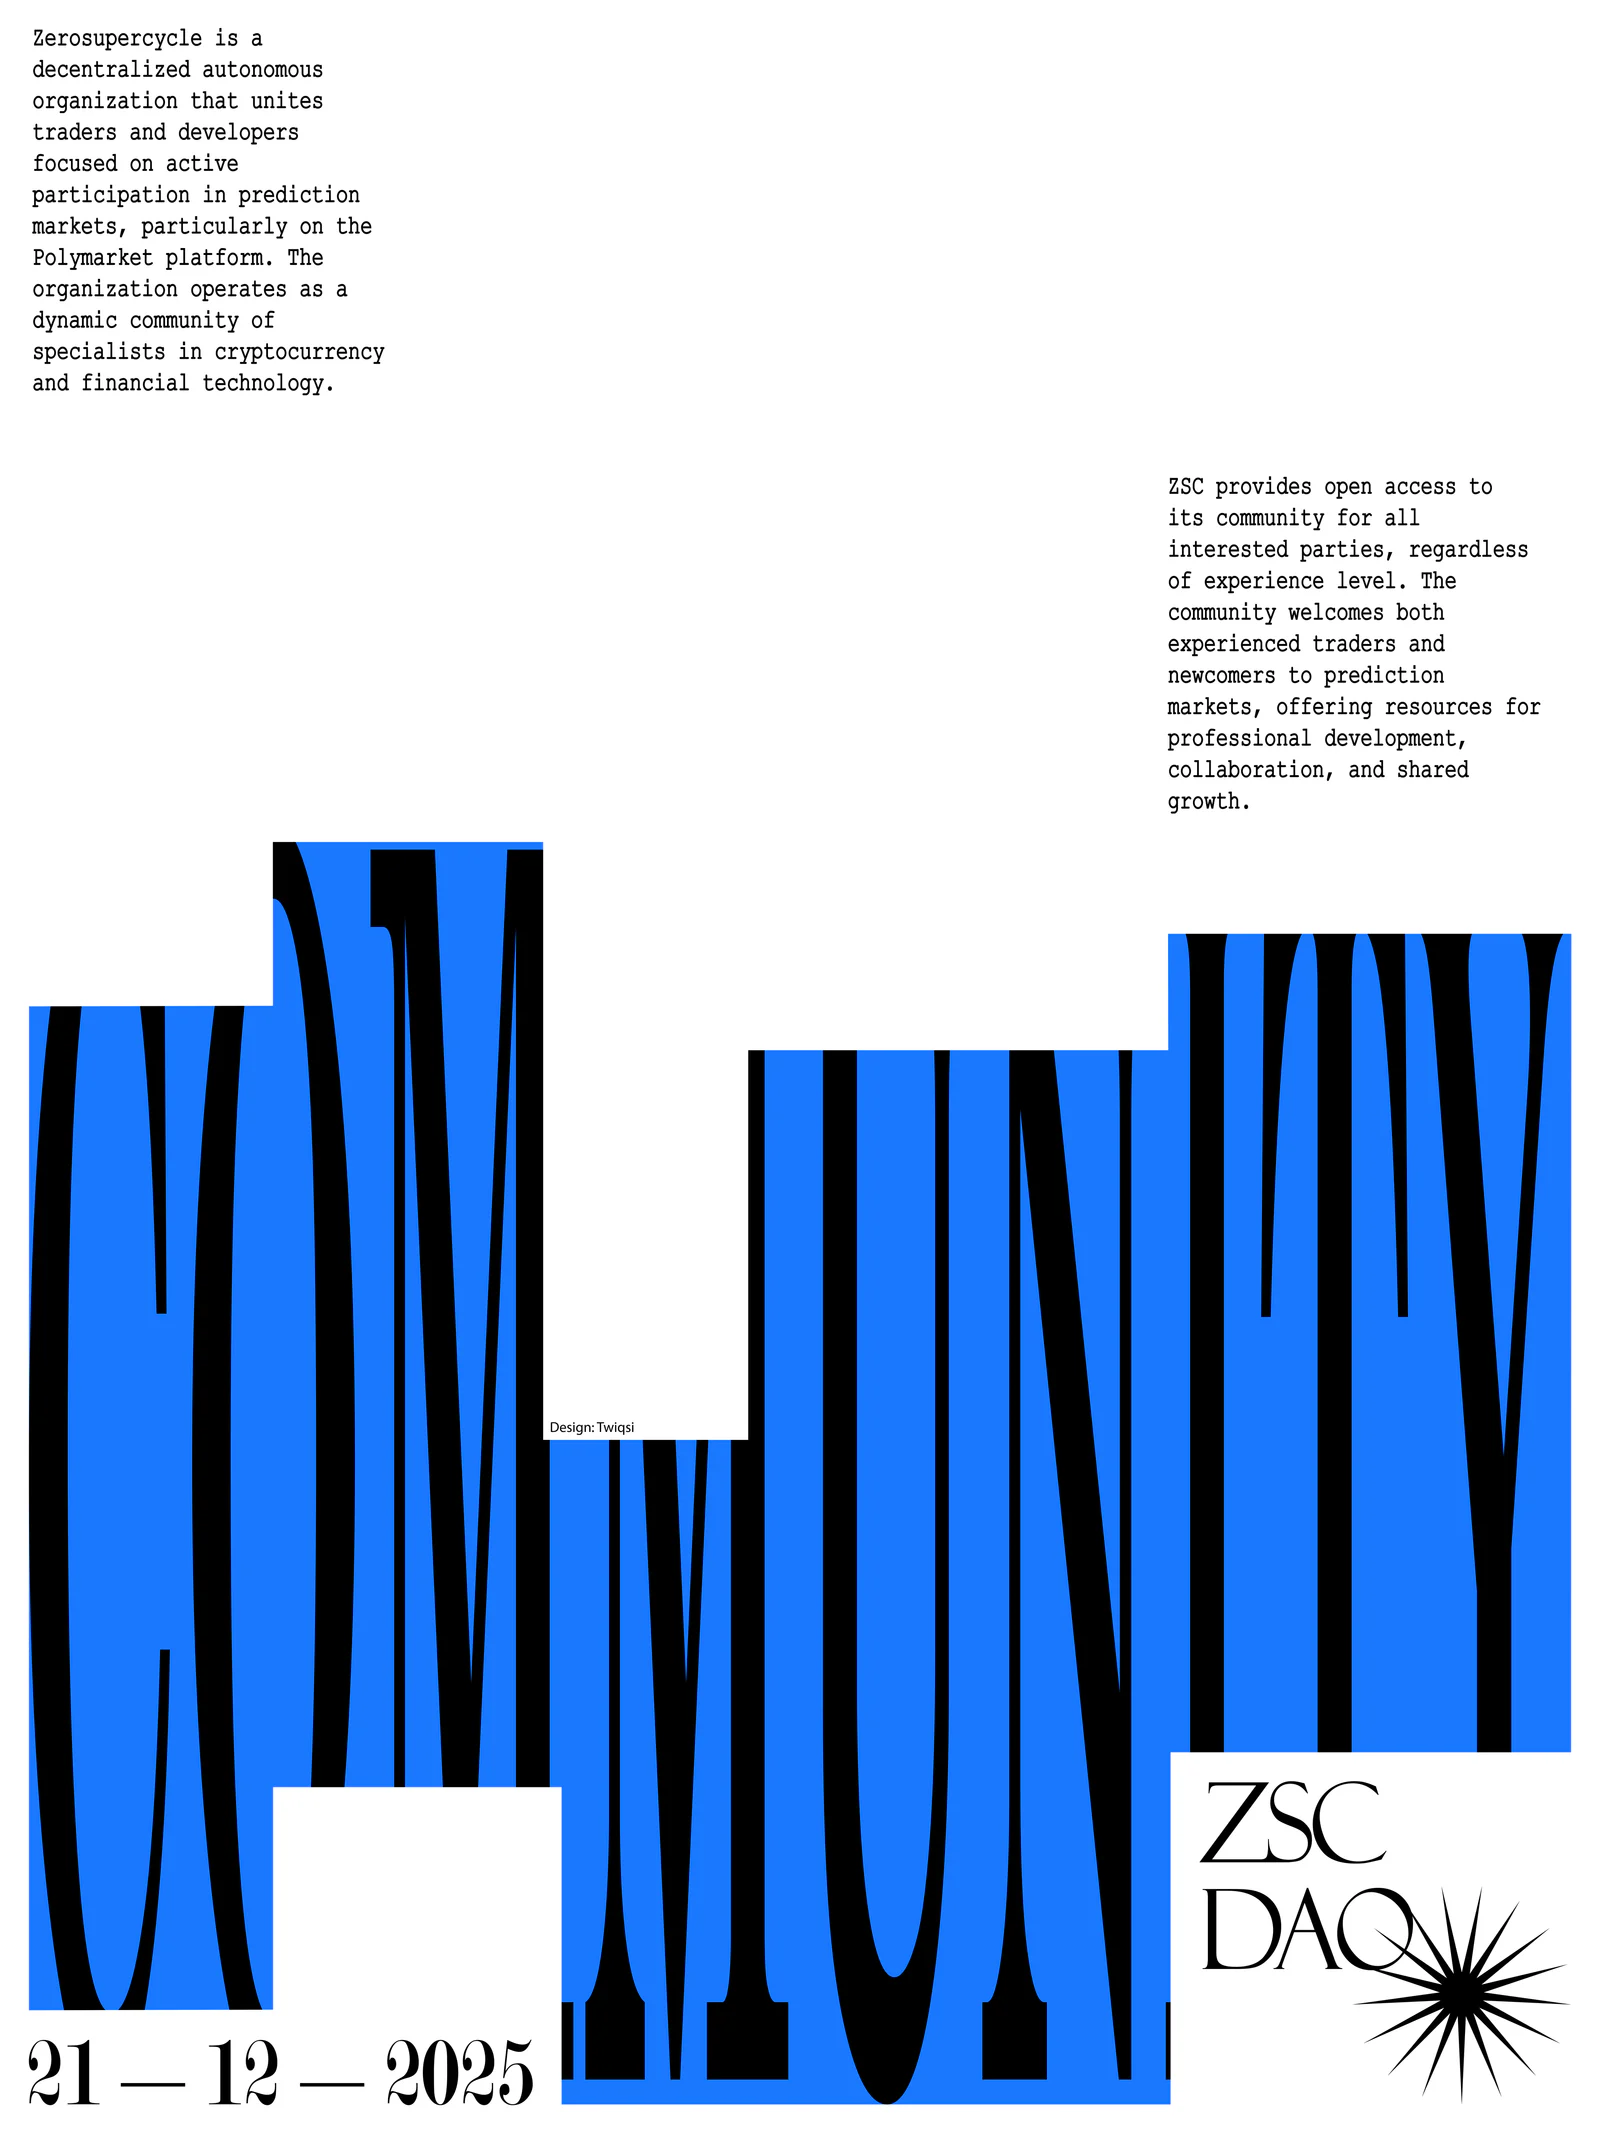 Zerosupercycle is a
decentralized autonomous
organization that unites
traders and developers
focused on active
participation in prediction
markets, particularly on the
Polymarket platform. The
organization operates as a
dynamic community of
specialists in cryptocurrency
and financial technology.
ZSC provides open access to
its community for all
interested parties, regardless
of experience level. The
community welcomes both
experienced traders and
newcomers to prediction
markets, offering resources for
professional development,
collaboration, and shared
growth.
COMMUNITY
Design: Twiqsi
ZSC
DAO
21 — 12 — 2025